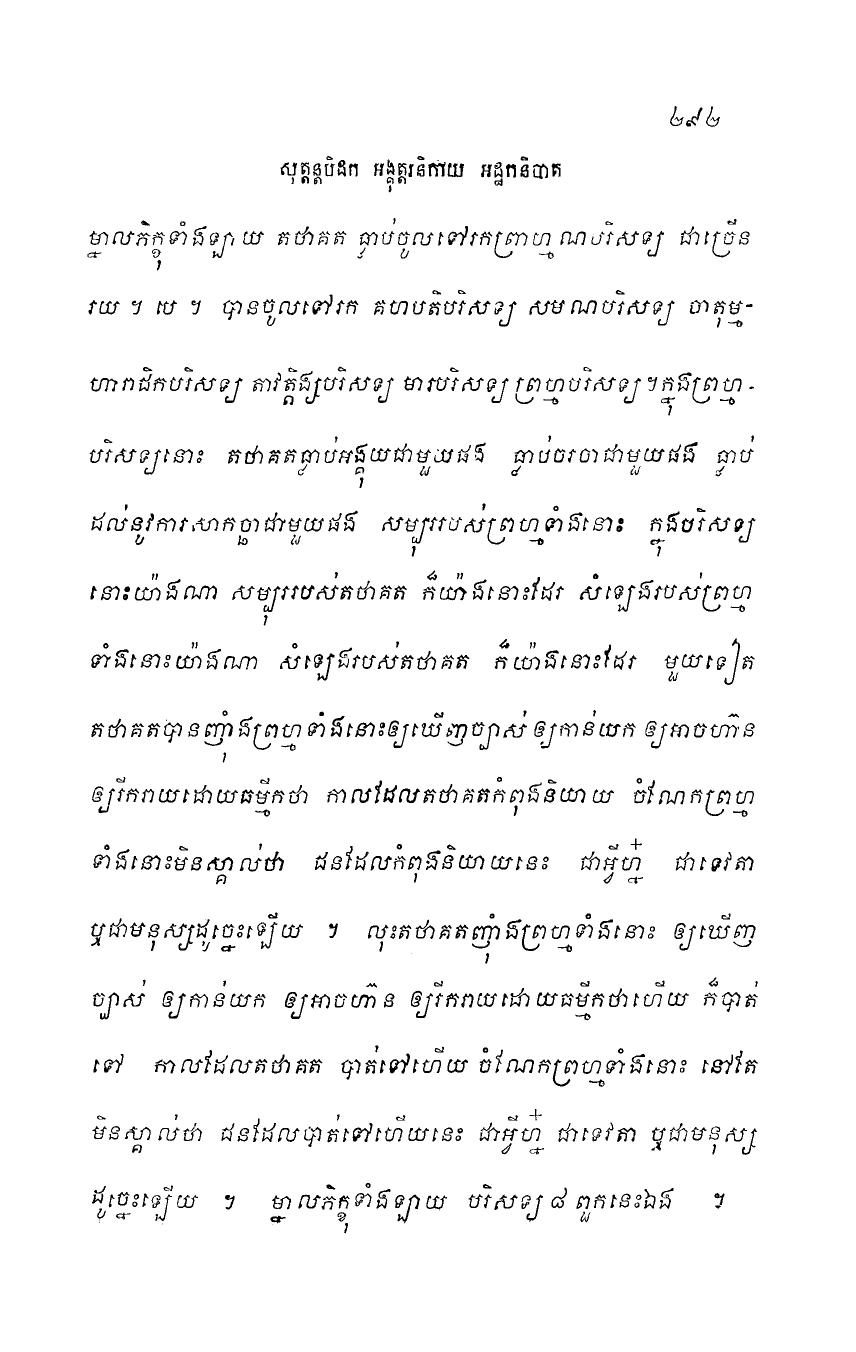 ២៩២
សុត្តន្តបិដក អង្គុត្តរនិកាយ អដ្ឋកនិបាត
ម្នាលភិក្ខុទាំងឡាយ តថាគត ធ្លាប់ចូលទៅរកព្រាហ្មណបរិសទ្យ ជាច្រើន
រយ ។ បេ ។ បានចូលទៅរក គហបតិបរិសទ្យ សមណបរិសទ្យ ចាតុម្ម-
ហារាជិកបរិសទ្យ តាវត្តិង្សបរិសទ្យ មារបរិសទ្យ ព្រហ្មបរិសទ្យ ។ ក្នុងព្រហ្ម-
បរិសទ្យនោះ តថាគតធ្លាប់អង្គុយជាមួយផង ធ្លាប់ចរចាជាមួយផង ធ្លាប់
ដល់នូវការសាកច្ឆាជាមួយផង សម្បុររបស់ព្រហ្មទាំងនោះ ក្នុងបរិសទ្យ
នោះយ៉ាងណា សម្បុររបស់តថាគត ក៏យ៉ាងនោះដែរ សំឡេងរបស់ព្រហ្ម
ទាំងនោះយ៉ាងណា សំឡេងរបស់តថាគត ក៏យ៉ាងនោះដែរ មួយទៀត
តថាគតបានញុំាងព្រហ្មទាំងនោះឲ្យឃើញច្បាស់ ឲ្យកាន់យក ឲ្យអាចហ៊ាន
ឲ្យរីករាយដោយធម្មីកថា កាលដែលតថាគតកំពុងនិយាយ ចំណែកព្រហ្ម
ទាំងនោះមិនស្គាល់ថា ជនដែលកំពុងនិយាយនេះ ជាអ្វីហ្ន៎ ជាទេវតា
ឬជាមនុស្សដូច្នេះឡើយ ។ លុះតថាគតញុំាងព្រហ្មទាំងនោះ ឲ្យឃើញ
ច្បាស់ ឲ្យកាន់យក ឲ្យអាចហ៊ាន ឲ្យរីករាយដោយធម្មីកថាហើយ ក៏បាត់
ទៅ កាលដែលតថាគត បាត់ទៅហើយ ចំណែកព្រហ្មទាំងនោះ នៅតែ
មិនស្គាល់ថា ជនដែលបាត់ទៅហើយនេះ ជាអ្វីហ្ន៎ ជាទេវតា ឬជាមនុស្ស
ដូច្នេះឡើយ ។ ម្នាលភិក្ខុទាំងឡាយ បរិសទ្យ ៨ ពួកនេះឯង ។